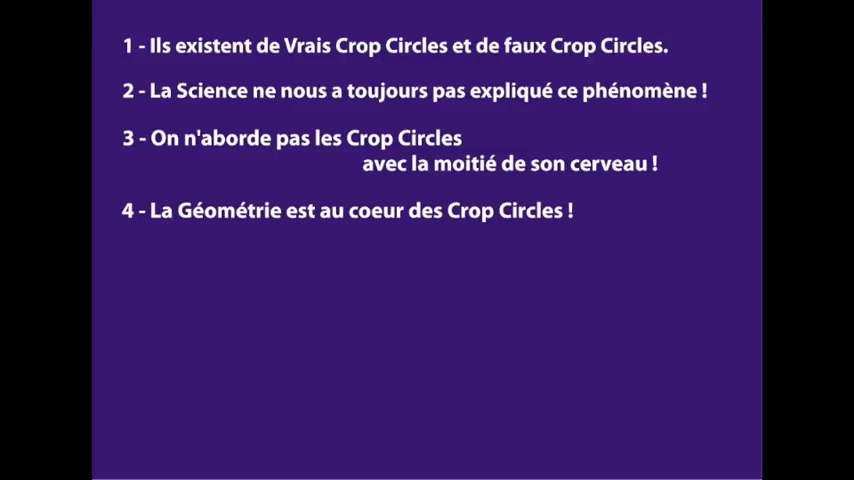 1 - Ils existent de Vrais Crop Circles et de faux Crop Circles.
2 - La Science ne nous a toujours pas expliqué ce phénomène !
3 - On n'aborde pas les Crop Circles
avec la moitié de son cerveau !
4 - La Géométrie est au coeur des Crop Circles !